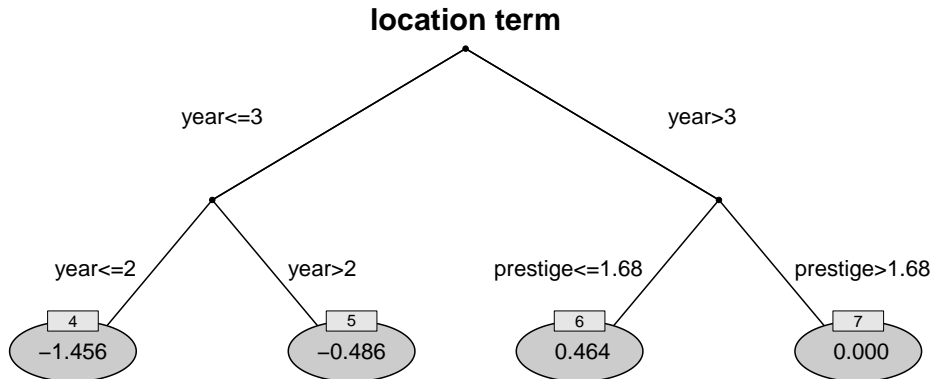 location term
year<=3
year>3
year<=2
year>2
prestige<=1.68
prestige>1.68
4
5
6
7
−1.456
−0.486
0.464
0.000